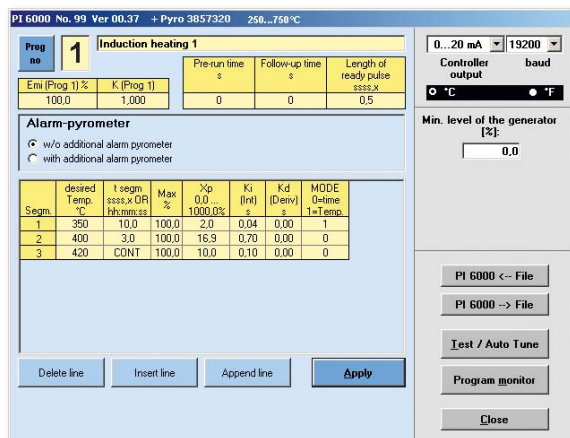 PI 6000 No. 99 Ver 00.37 + Pyro 3857320 250...750°C
Prog no
1
Induction heating 1
Pre-run time s
Follow-up time s
Length of ready pulse ssss,x
Emi (Prog 1) %
K (Prog 1)
100,0
1,000
0
0
0,5
Alarm-pyrometer
w/o additional alarm pyrometer
with additional alarm pyrometer
Segm.
desired Temp. °C
t segm ssss,x OR hh:mm:ss
Max %
Xp 0,0 ... 1000,0%
Ki (Int) s
Kd (Deriv) s
MODE 0=time 1=Temp.
1 350 10,0 100,0 2,0 0,04 0,00 1
2 400 3,0 100,0 16,9 0,70 0,00 0
3 420 CONT 100,0 10,0 0,10 0,00 0
Delete line
Insert line
Append line
Apply
0...20 mA
19200
Controller output
baud
°C
°F
Min. level of the generator [%]:
0,0
PI 6000 <-- File
PI 6000 --> File
Test / Auto Tune
Program monitor
Close